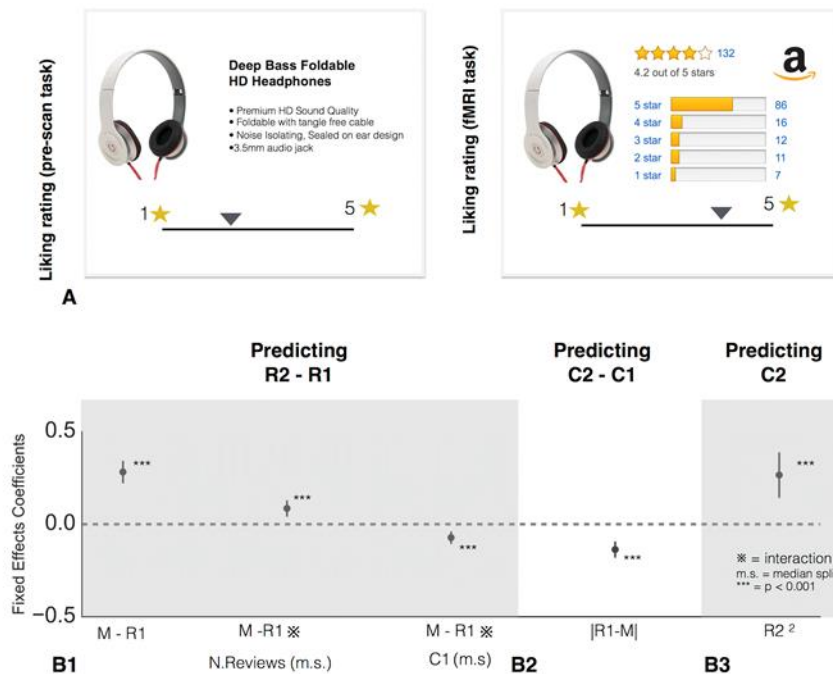 Liking rating (pre-scan task)
Deep Bass Foldable
HD Headphones
• Premium HD Sound Quality
• Foldable with tangle free cable
• Noise Isolating, Sealed on ear design
•3.5mm audio jack
1
5
Liking rating (fMRI task)
132
4.2 out of 5 stars
a
5 star 86
4 star 16
3 star 12
2 star 11
1 star 7
1
5
A
Predicting
R2 - R1
Predicting
C2 - C1
Predicting
C2
Fixed Effects Coefficients
0.5
0.0
−0.5
***
***
***
***
***
※ = interaction
m.s. = median spli
*** = p < 0.001
M - R1
M -R1 ※
M - R1 ※
|R1-M|
R2 ²
N.Reviews (m.s.)
C1 (m.s)
B1
B2
B3